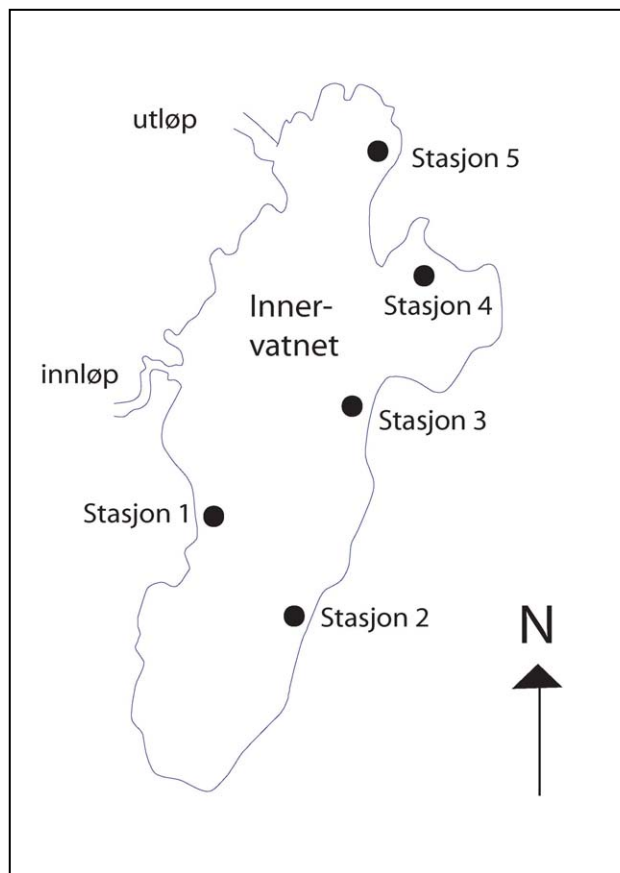 utløp
Stasjon 5
Stasjon 4
Inner-
vatnet
innløp
Stasjon 3
Stasjon 1
Stasjon 2
N